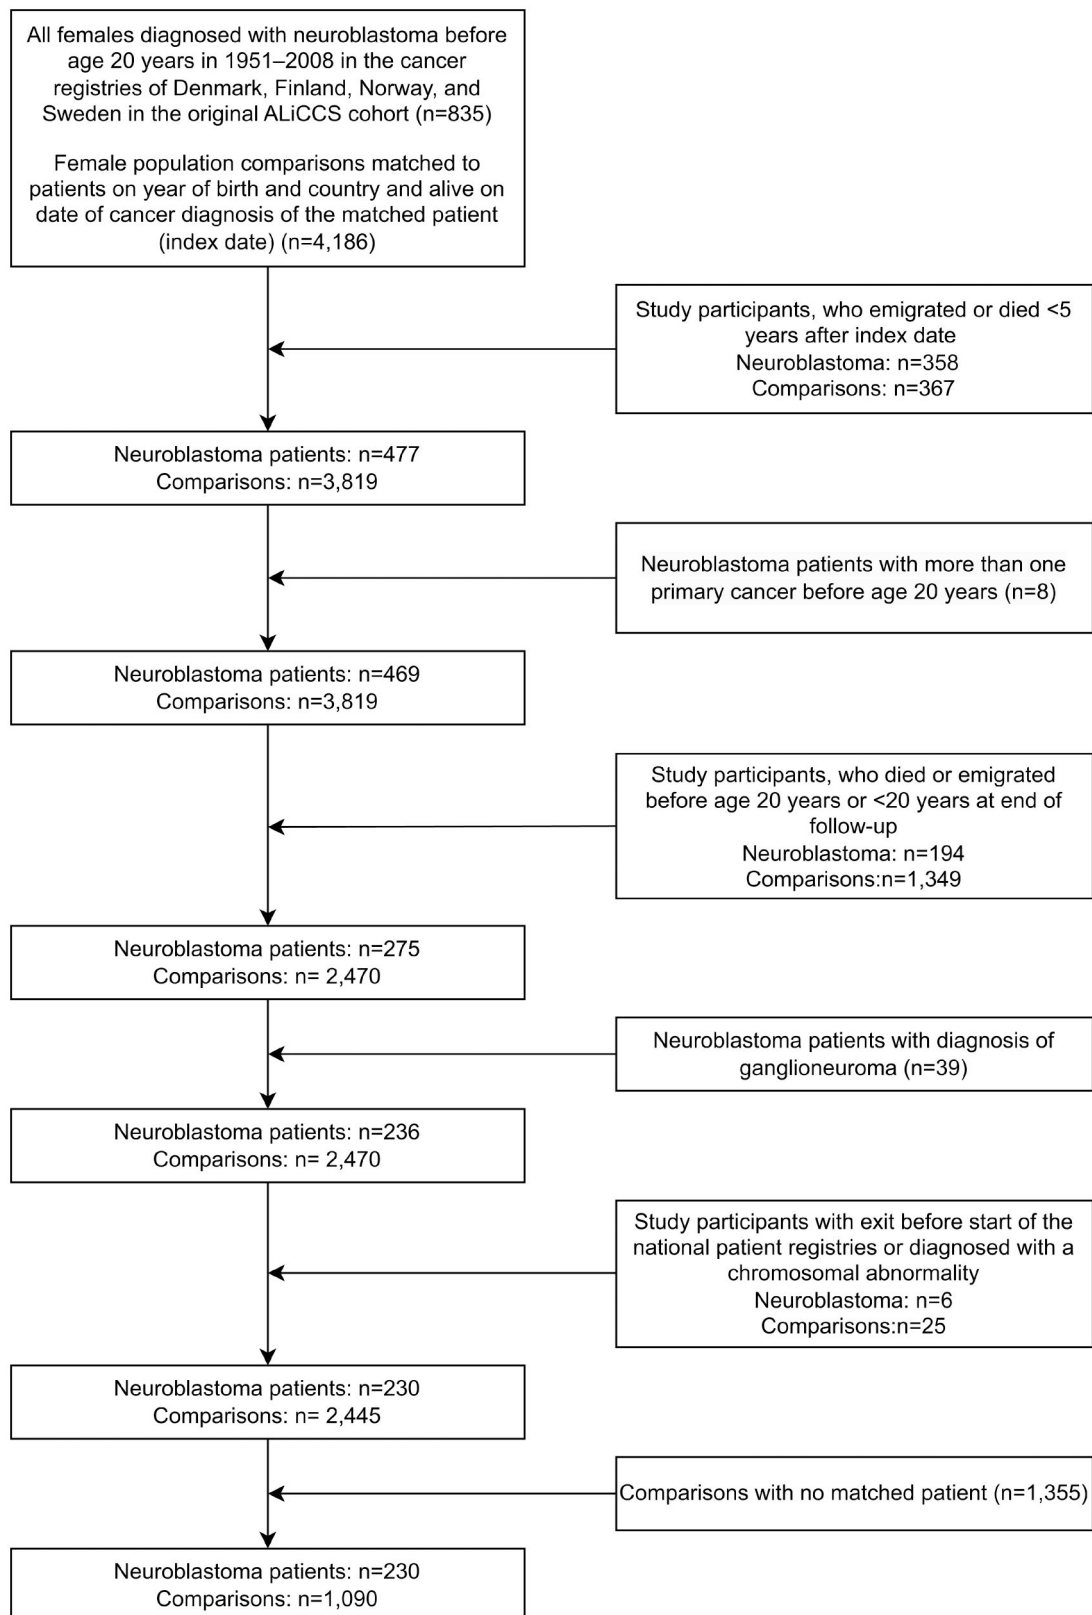 All females diagnosed with neuroblastoma before
age 20 years in 1951–2008 in the cancer
registries of Denmark, Finland, Norway, and
Sweden in the original ALiCCS cohort (n=835)
Female population comparisons matched to
patients on year of birth and country and alive on
date of cancer diagnosis of the matched patient
(index date) (n=4,186)
Study participants, who emigrated or died <5
years after index date
Neuroblastoma: n=358
Comparisons: n=367
Neuroblastoma patients: n=477
Comparisons: n=3,819
Neuroblastoma patients with more than one
primary cancer before age 20 years (n=8)
Neuroblastoma patients: n=469
Comparisons: n=3,819
Study participants, who died or emigrated
before age 20 years or <20 years at end of
follow-up
Neuroblastoma: n=194
Comparisons:n=1,349
Neuroblastoma patients: n=275
Comparisons: n= 2,470
Neuroblastoma patients with diagnosis of
ganglioneuroma (n=39)
Neuroblastoma patients: n=236
Comparisons: n= 2,470
Study participants with exit before start of the
national patient registries or diagnosed with a
chromosomal abnormality
Neuroblastoma: n=6
Comparisons:n=25
Neuroblastoma patients: n=230
Comparisons: n= 2,445
Comparisons with no matched patient (n=1,355)
Neuroblastoma patients: n=230
Comparisons: n=1,090